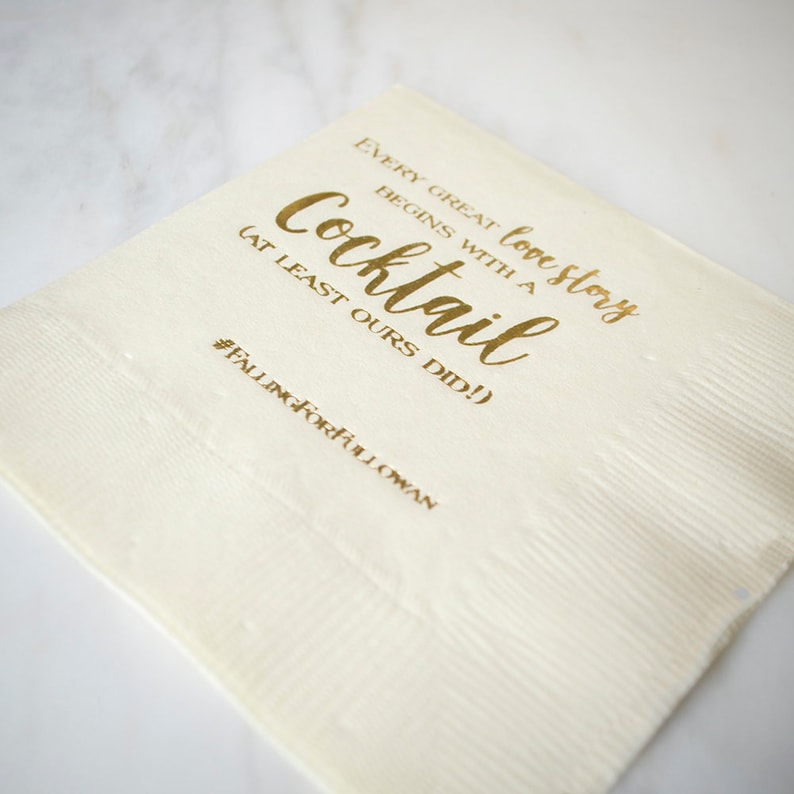 Every great love story
begins with a
Cocktail
(at least ours did!)
#FallingForFullowan